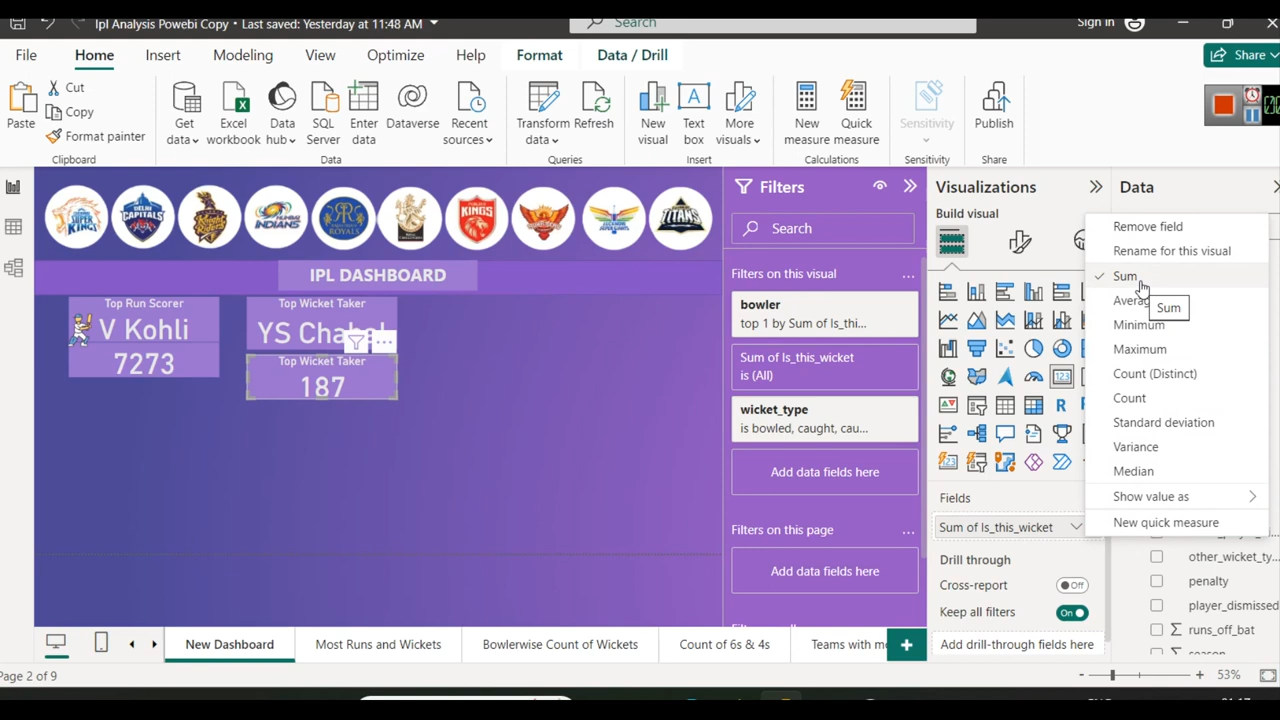 Ipl Analysis Powebi Copy • Last saved: Yesterday at 11:48 AM
Search
Sign in
File
Home
Insert
Modeling
View
Optimize
Help
Format
Data / Drill
Share
Paste
Cut
Copy
Format painter
Clipboard
Get data
Excel workbook
Data hub
SQL Server
Enter data
Dataverse
Recent sources
Data
Transform data
Refresh
Queries
New visual
Text box
More visuals
Insert
New measure
Quick measure
Calculations
Sensitivity
Sensitivity
Publish
Share
IPL DASHBOARD
Top Run Scorer
V Kohli
7273
Top Wicket Taker
YS Chahal
Top Wicket Taker
187
Filters
Search
Filters on this visual
...
bowler
top 1 by Sum of Is_thi...
Sum of Is_this_wicket
is (All)
wicket_type
is bowled, caught, cau...
Add data fields here
Filters on this page
...
Add data fields here
Visualizations
Build visual
Fields
Sum of Is_this_wicket
Drill through
Cross-report
Off
Keep all filters
On
Add drill-through fields here
Data
Remove field
Rename for this visual
Sum
Averag
Sum
Minimum
Maximum
Count (Distinct)
Count
Standard deviation
Variance
Median
Show value as
New quick measure
other_wicket_ty...
penalty
player_dismissed
runs_off_bat
season
New Dashboard
Most Runs and Wickets
Bowlerwise Count of Wickets
Count of 6s & 4s
Teams with mo
Page 2 of 9
53%